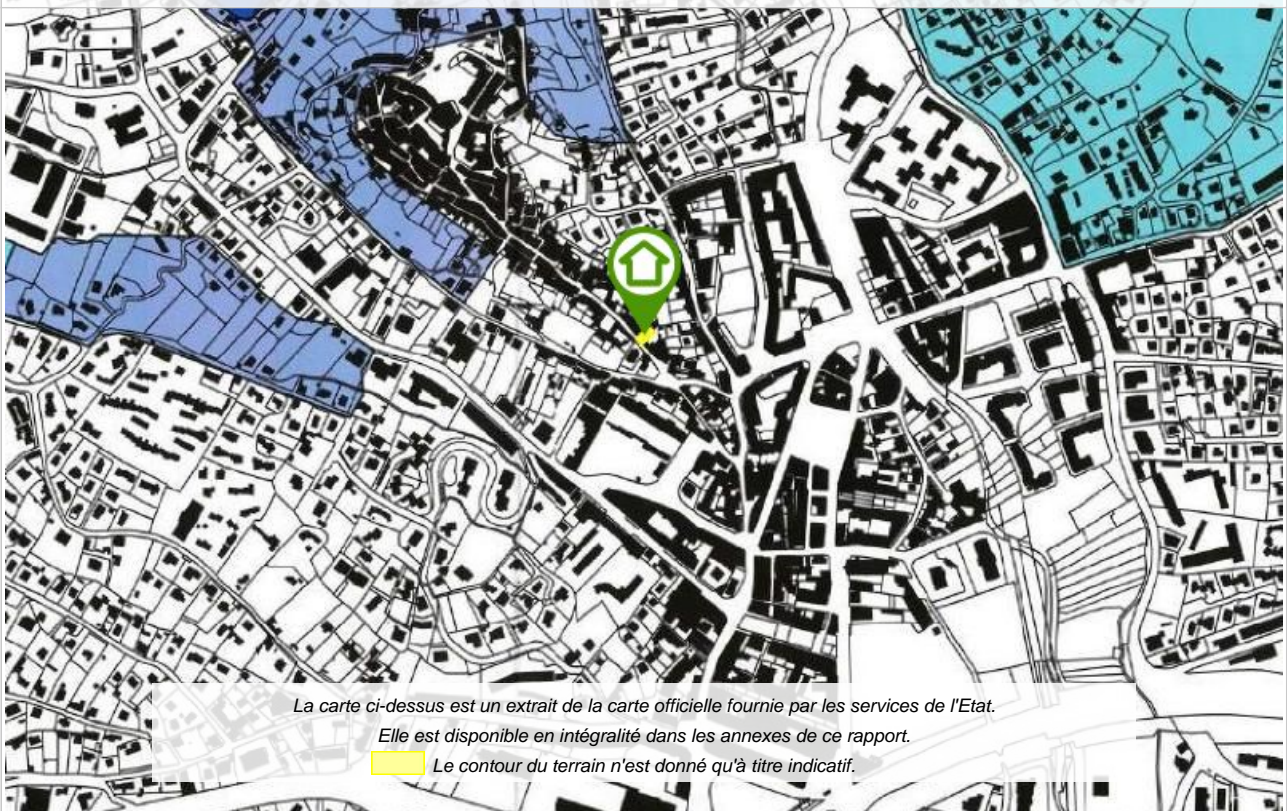 La carte ci-dessus est un extrait de la carte officielle fournie par les services de l'Etat.
Elle est disponible en intégralité dans les annexes de ce rapport.
Le contour du terrain n'est donné qu'à titre indicatif.